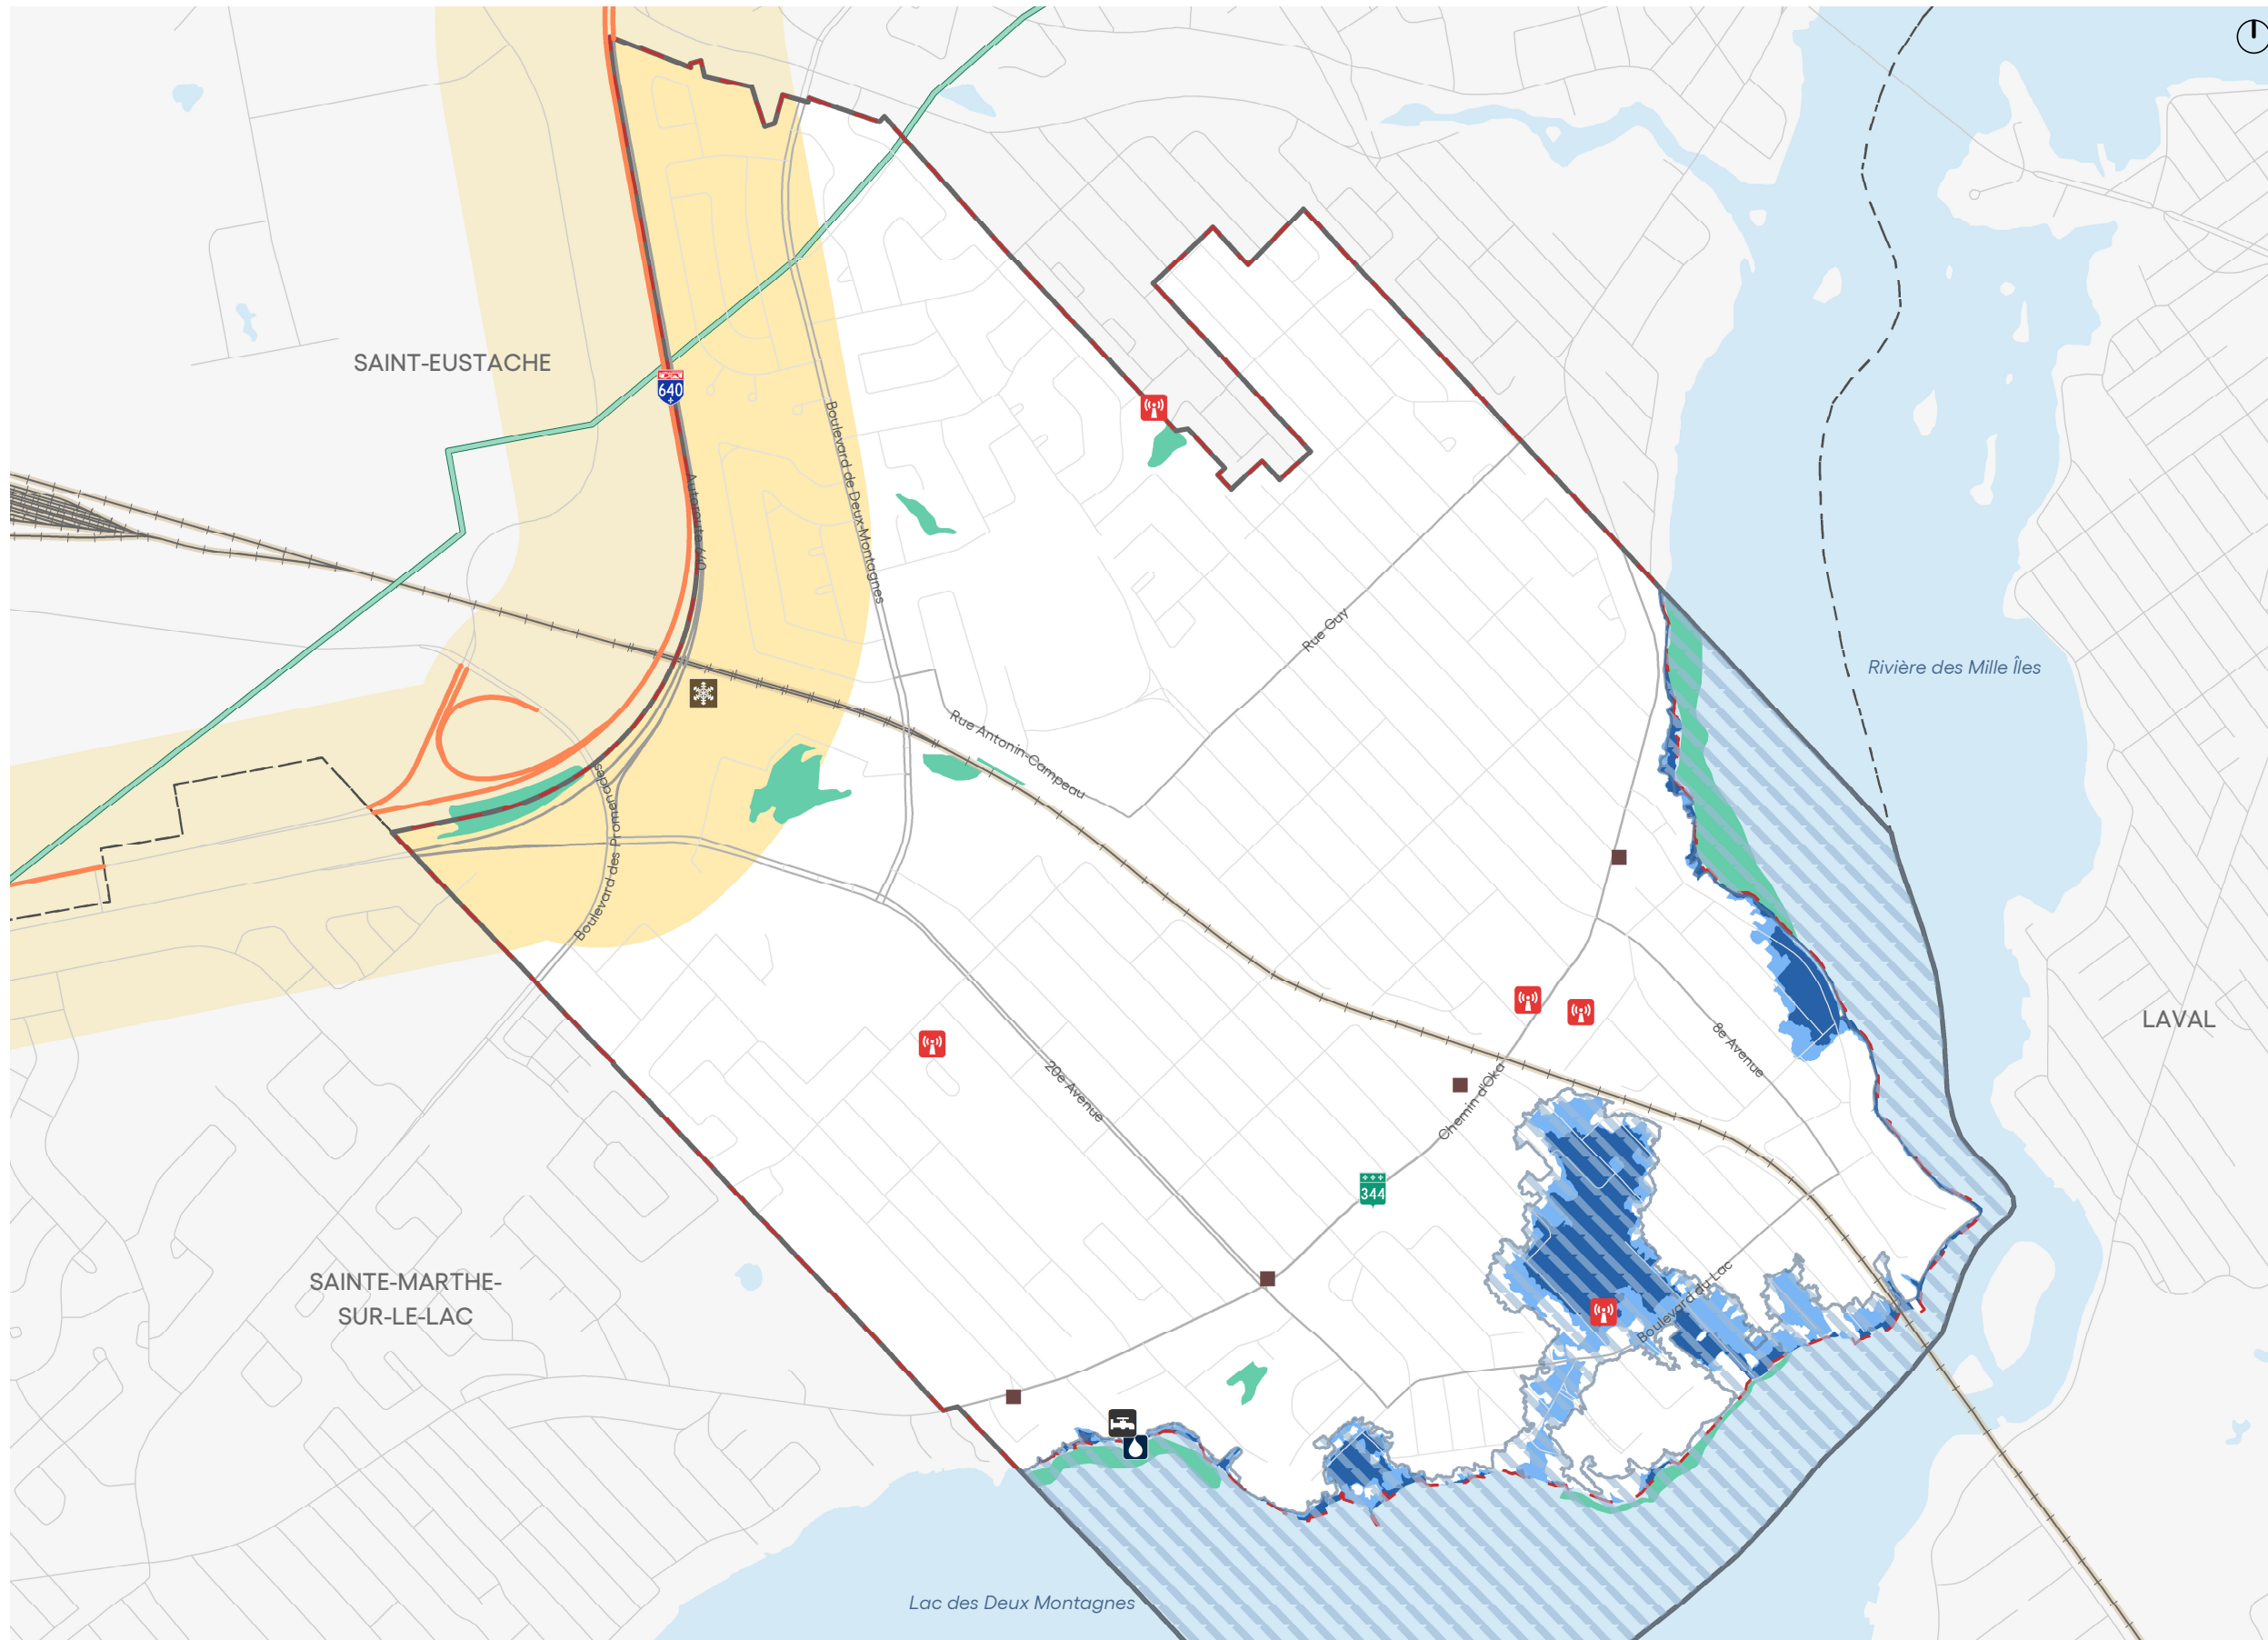 SAINT-EUSTACHE
640
Autoroute 640
Boulevard de Deux-Montagnes
Rue Guy
Rivière des Mille Îles
Rue Antonin-Campeau
Boulevard des Promenades
LAVAL
8e Avenue
20e Avenue
Chemin d'Oka
344
SAINTE-MARTHE-
SUR-LE-LAC
Boulevard du Lac
Lac des Deux Montagnes